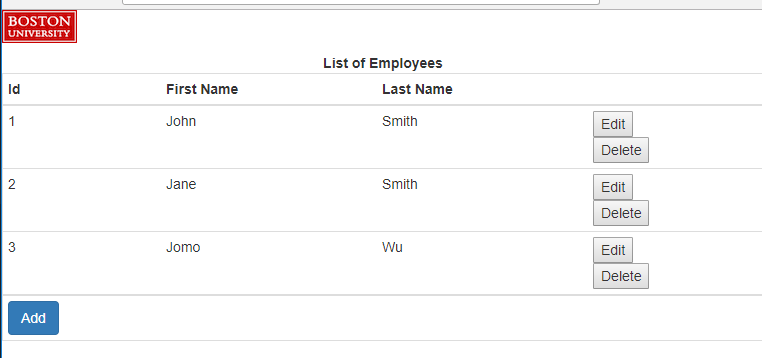 BOSTON
UNIVERSITY
List of Employees
Id First Name Last Name
1 John Smith Edit
Delete
2 Jane Smith Edit
Delete
3 Jomo Wu Edit
Delete
Add